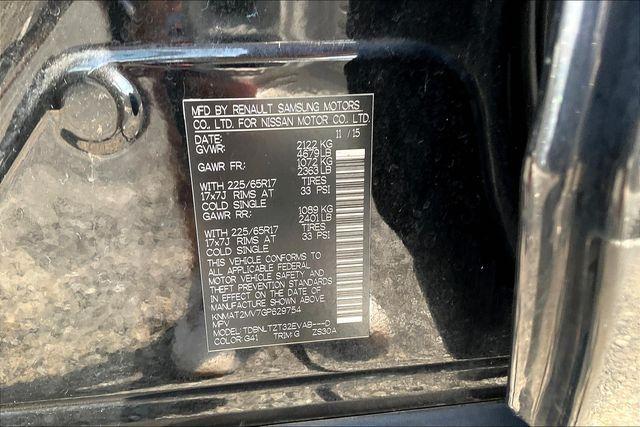 MFD BY RENAULT SAMSUNG MOTORS
CO. LTD. FOR NISSAN MOTOR CO. LTD.
DATE: 11 / 15
GVWR: 2122 KG
4679 LB
GAWR FR: 1072 KG
2363 LB
WITH 225/65R17 TIRES
17x7J RIMS AT 33 PSI
COLD SINGLE
GAWR RR: 1089 KG
2401 LB
WITH 225/65R17 TIRES
17x7J RIMS AT 33 PSI
COLD SINGLE
THIS VEHICLE CONFORMS TO
ALL APPLICABLE FEDERAL
MOTOR VEHICLE SAFETY AND
THEFT PREVENTION STANDARDS
IN EFFECT ON THE DATE OF
MANUFACTURE SHOWN ABOVE.
KNMAT2MV7GP629754
MPV
MODEL: TDBNLTZT32EVA8---D
COLOR: G41 TRIM: G ZS30A